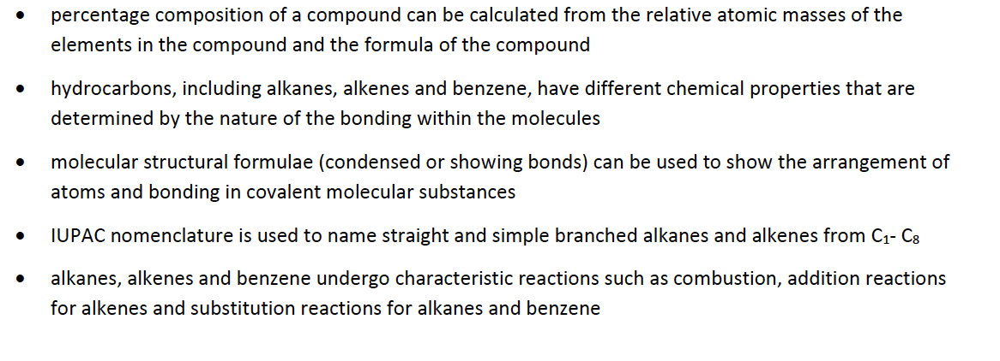 • percentage composition of a compound can be calculated from the relative atomic masses of the
elements in the compound and the formula of the compound
• hydrocarbons, including alkanes, alkenes and benzene, have different chemical properties that are
determined by the nature of the bonding within the molecules
• molecular structural formulae (condensed or showing bonds) can be used to show the arrangement of
atoms and bonding in covalent molecular substances
• IUPAC nomenclature is used to name straight and simple branched alkanes and alkenes from C₁- C₈
• alkanes, alkenes and benzene undergo characteristic reactions such as combustion, addition reactions
for alkenes and substitution reactions for alkanes and benzene